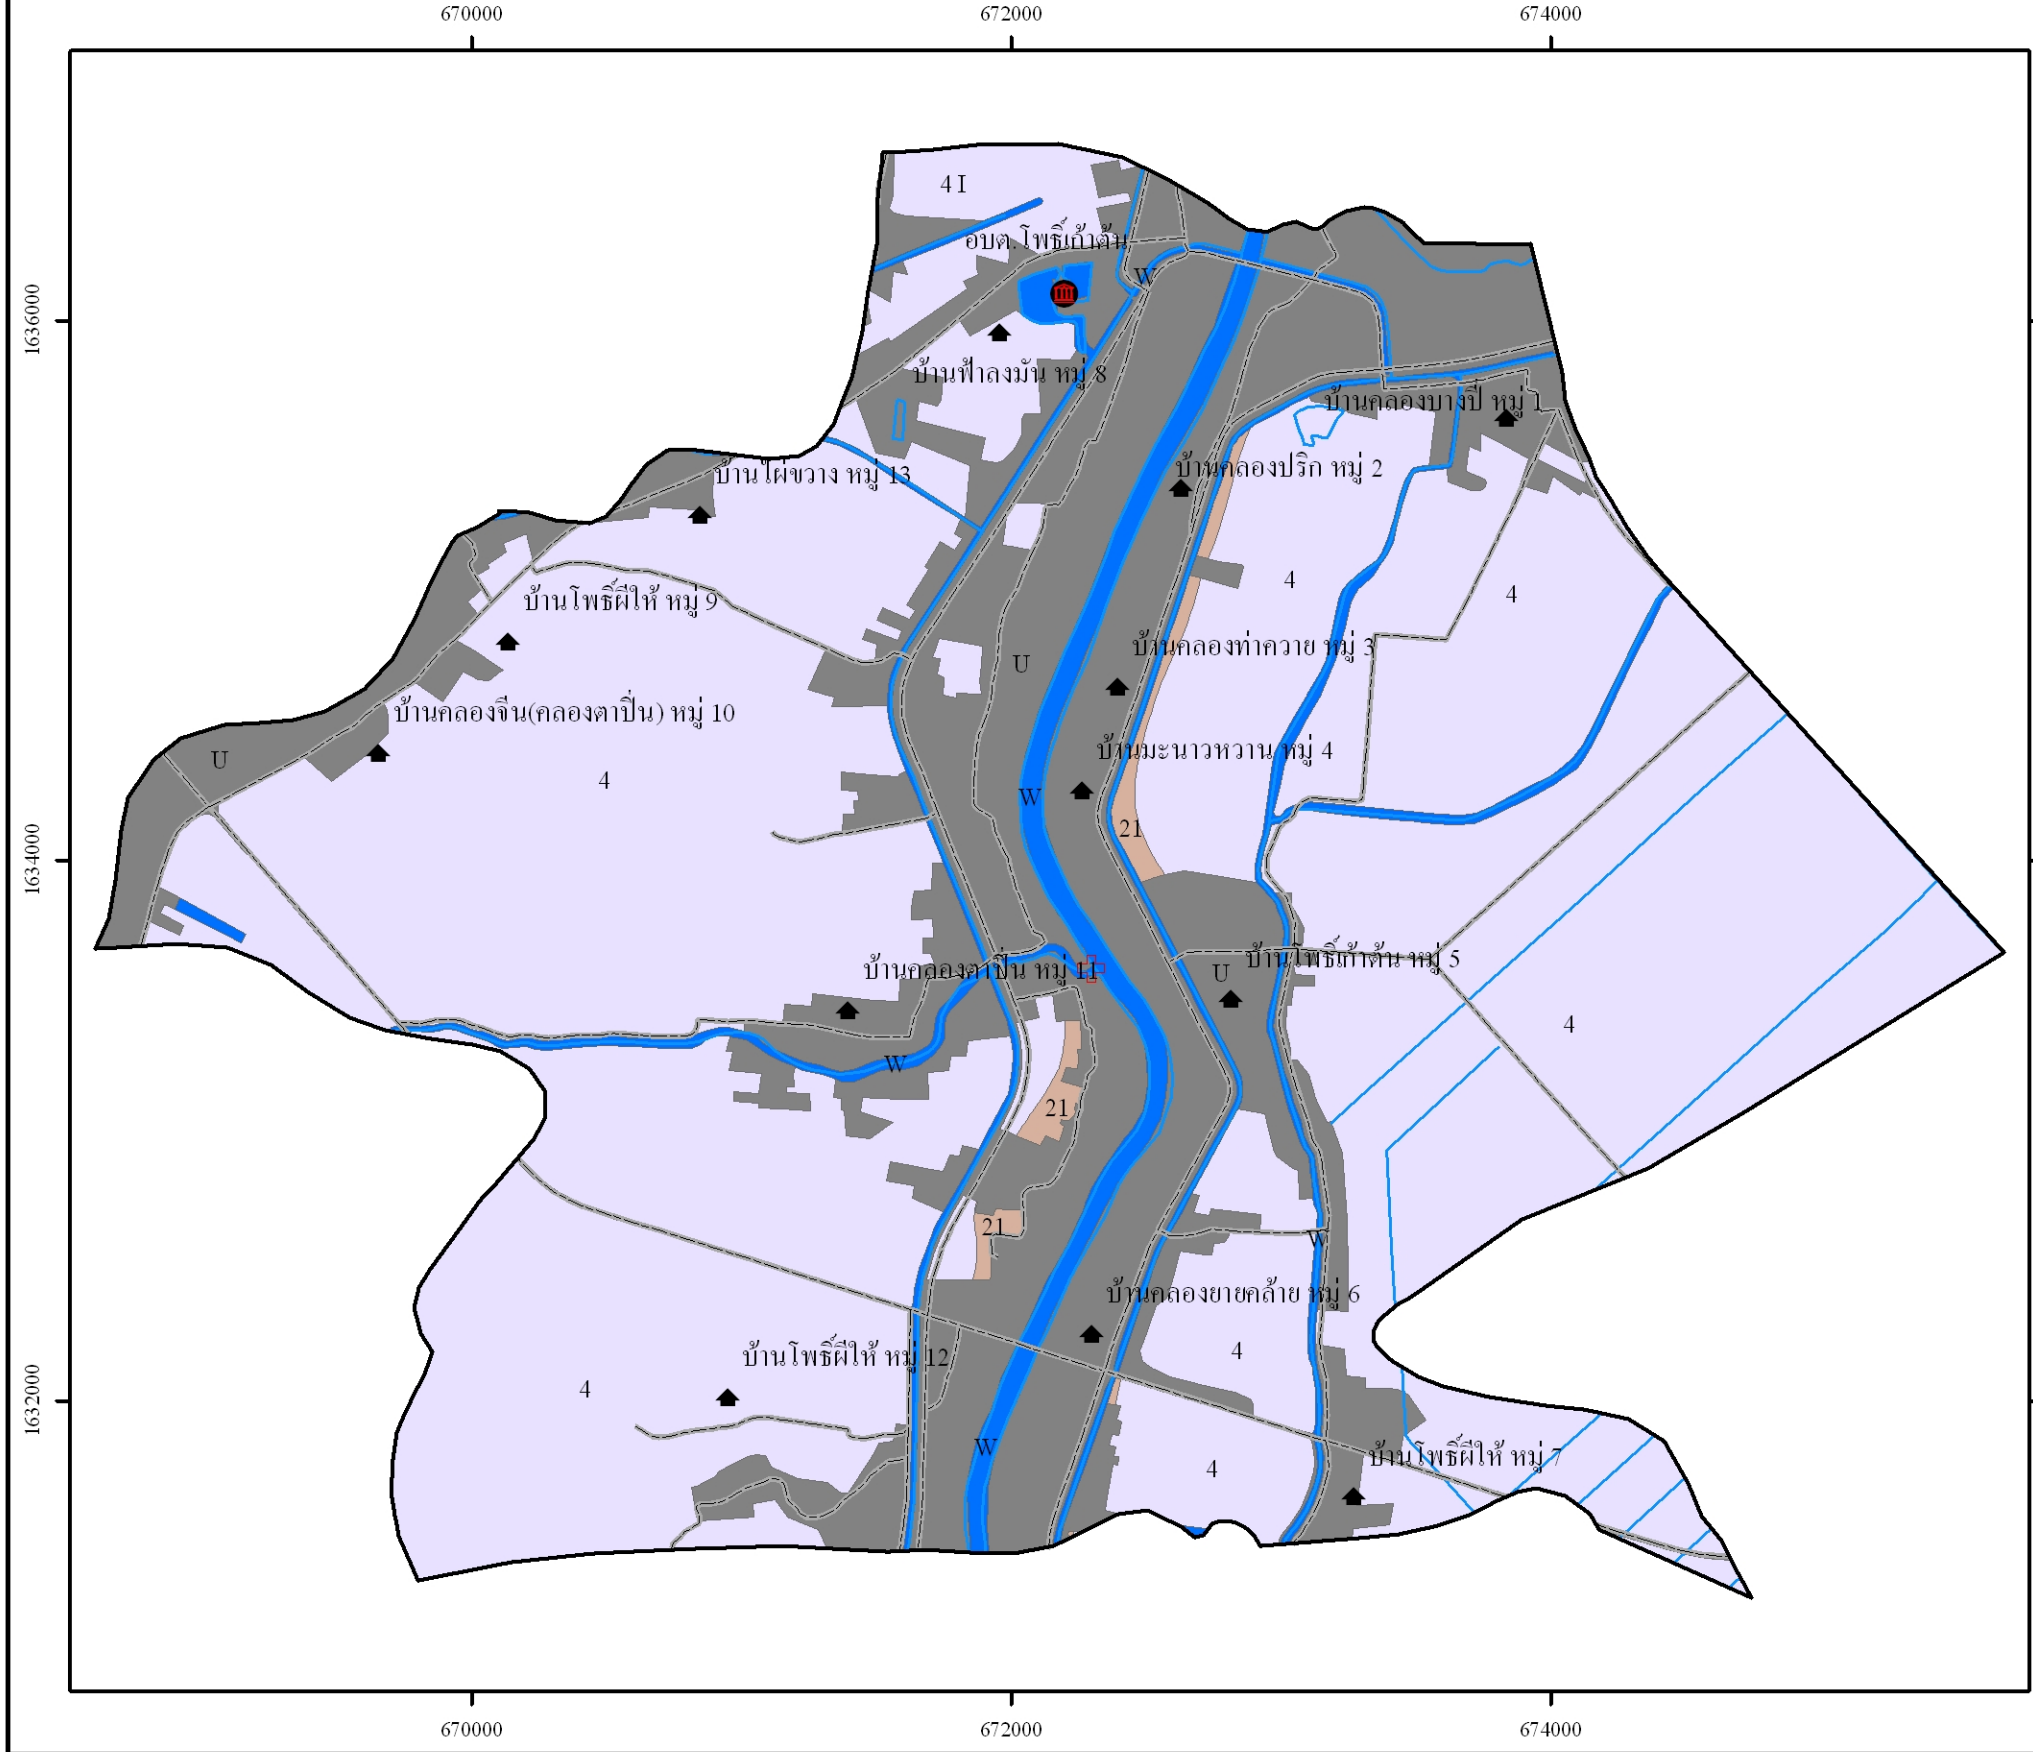 670000 672000 674000
4 I
อบต.โพธิ์เก้าต้น
W
1636000
บ้านฟ้าลงมัน หมู่ 8
บ้านคลองบางปี่ หมู่ 1
บ้านคลองปริก หมู่ 2
บ้านไผ่ขวาง หมู่ 13
4
4
บ้านโพธิ์ผีให้ หมู่ 9
บ้านคลองท่าควาย หมู่ 3
U
บ้านคลองจีน(คลองตาปิ่น) หมู่ 10
บ้านมะนาวหวาน หมู่ 4
U
4
W
21
1634000
บ้านโพธิ์เก้าต้น หมู่ 5
บ้านคลองตาปิ่น หมู่ 11
U
4
W
21
21
W
บ้านคลองยายคล้าย หมู่ 6
4
บ้านโพธิ์ผีให้ หมู่ 12
4
1632000
W
บ้านโพธิ์ผีให้ หมู่ 7
4
670000 672000 674000